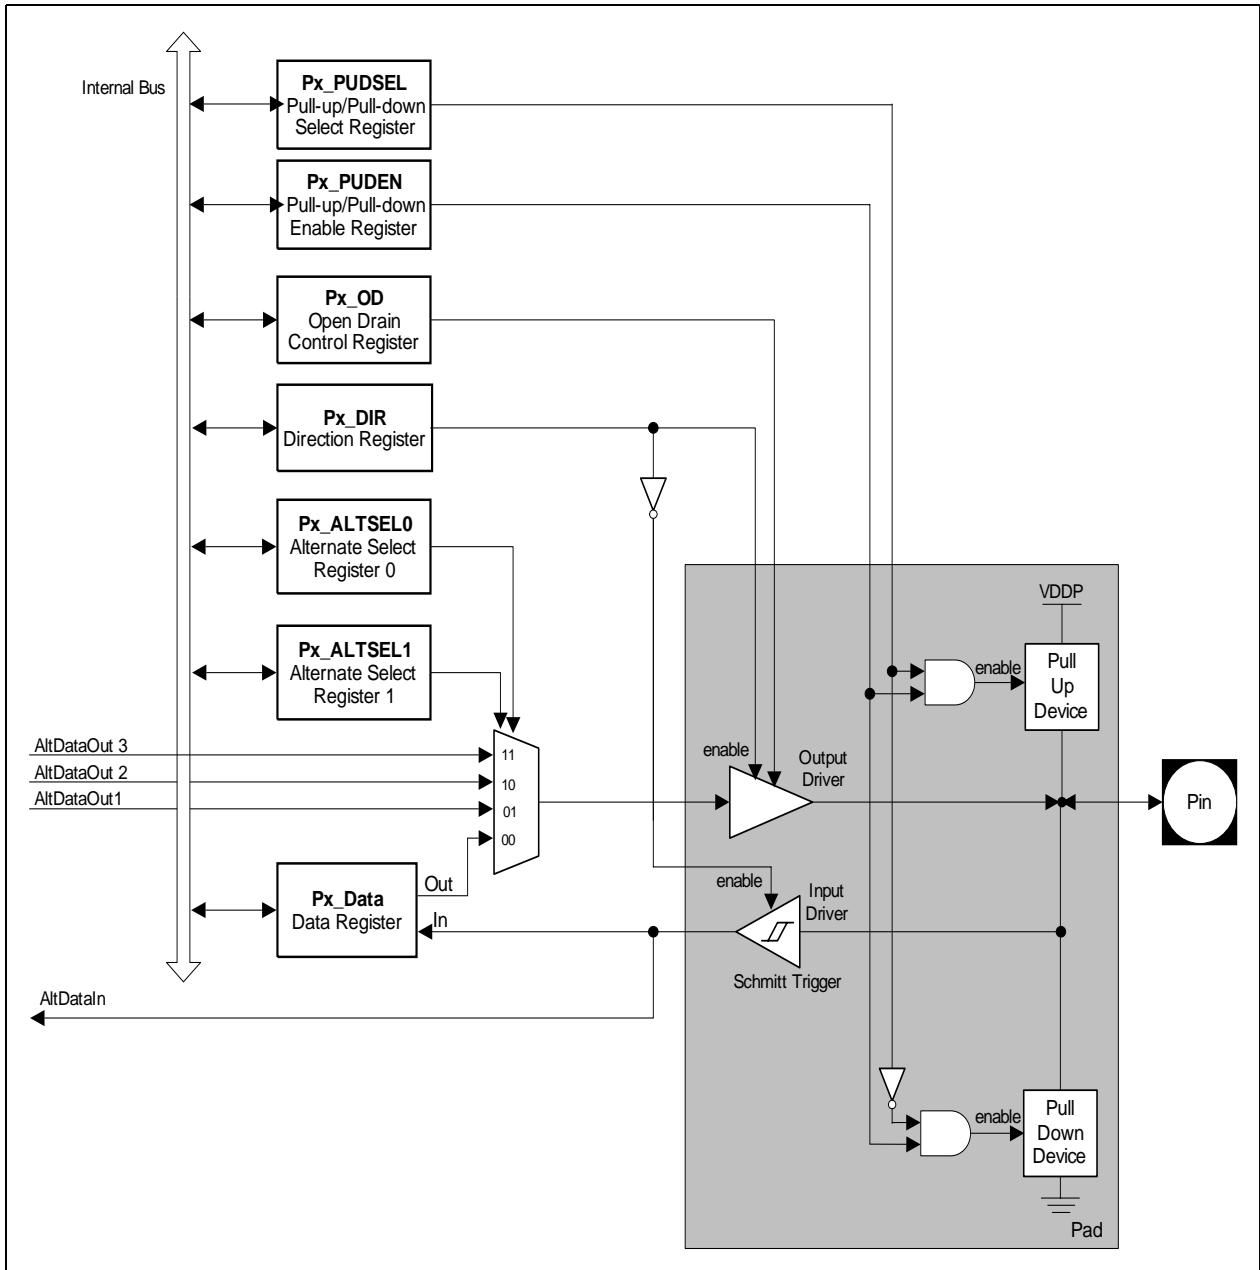 Internal Bus
Px_PUDSEL
Pull-up/Pull-down
Select Register
Px_PUDEN
Pull-up/Pull-down
Enable Register
Px_OD
Open Drain
Control Register
Px_DIR
Direction Register
Px_ALTSEL0
Alternate Select
Register 0
Px_ALTSEL1
Alternate Select
Register 1
AltDataOut 3
AltDataOut 2
AltDataOut1
11
10
01
00
Px_Data
Data Register
Out
In
AltDataIn
VDDP
enable
Pull
Up
Device
enable
Output
Driver
Pin
enable
Input
Driver
Schmitt Trigger
enable
Pull
Down
Device
Pad